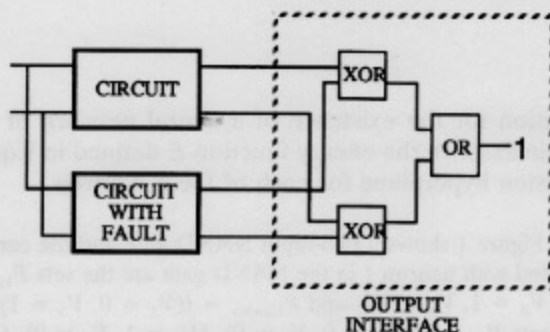 CIRCUIT
XOR
OR
1
CIRCUIT
WITH
FAULT
XOR
OUTPUT
INTERFACE